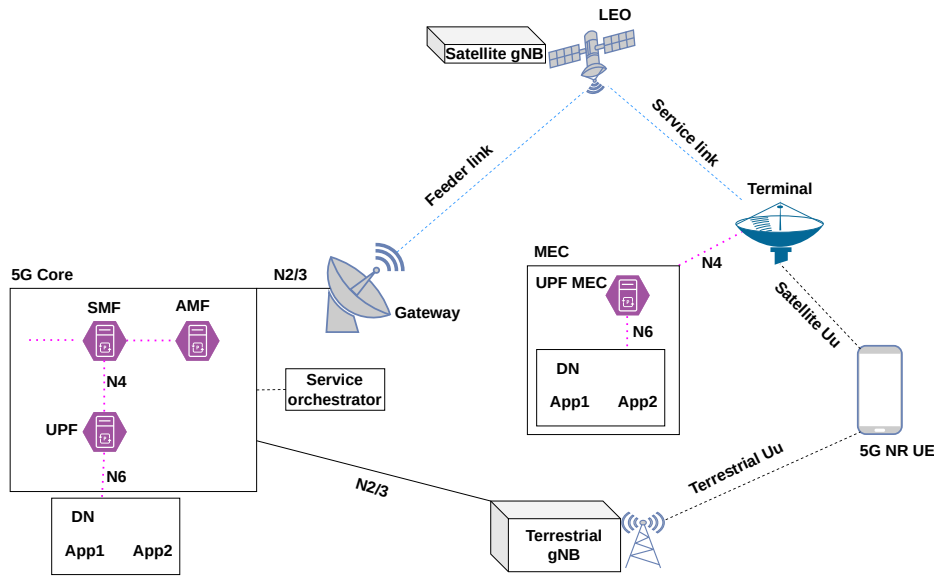 LEO
Satellite gNB
Service link
Feeder link
Terminal
MEC
N4
5G Core
N2/3
UPF MEC
SMF
AMF
Gateway
N6
Satellite Uu
DN
App1
App2
N4
Service
orchestrator
UPF
5G NR UE
N6
Terrestrial Uu
N2/3
DN
App1
App2
Terrestrial
gNB